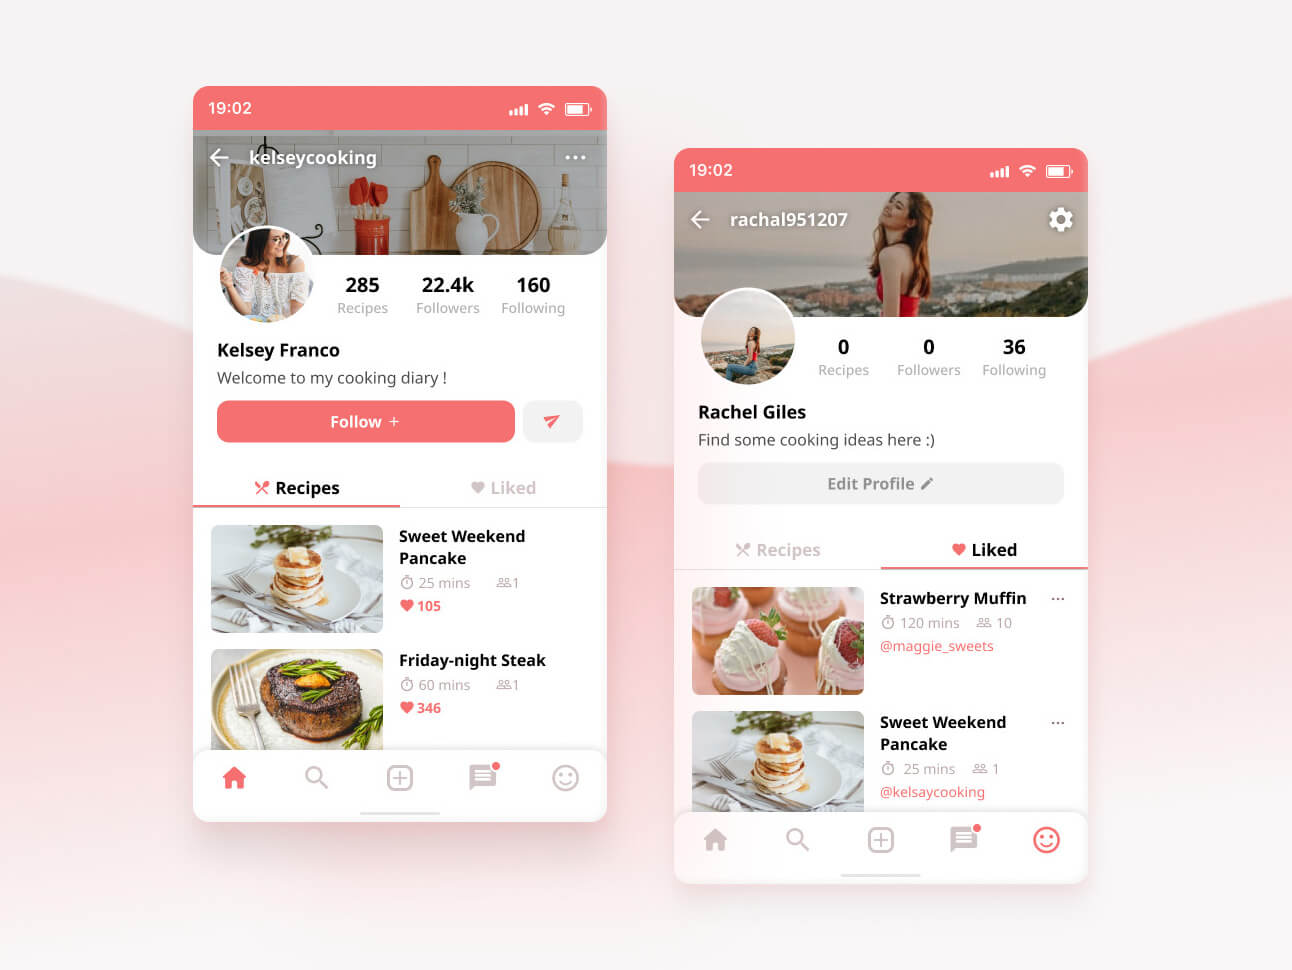 19:02
kelseycooking
285
22.4k
160
Recipes
Followers
Following
Kelsey Franco
Welcome to my cooking diary !
Follow +
Recipes
Liked
Sweet Weekend
Pancake
25 mins
1
105
Friday-night Steak
60 mins
1
346
19:02
rachal951207
0
0
36
Recipes
Followers
Following
Rachel Giles
Find some cooking ideas here :)
Edit Profile
Recipes
Liked
Strawberry Muffin
120 mins
10
@maggie_sweets
Sweet Weekend
Pancake
25 mins
1
@kelsaycooking